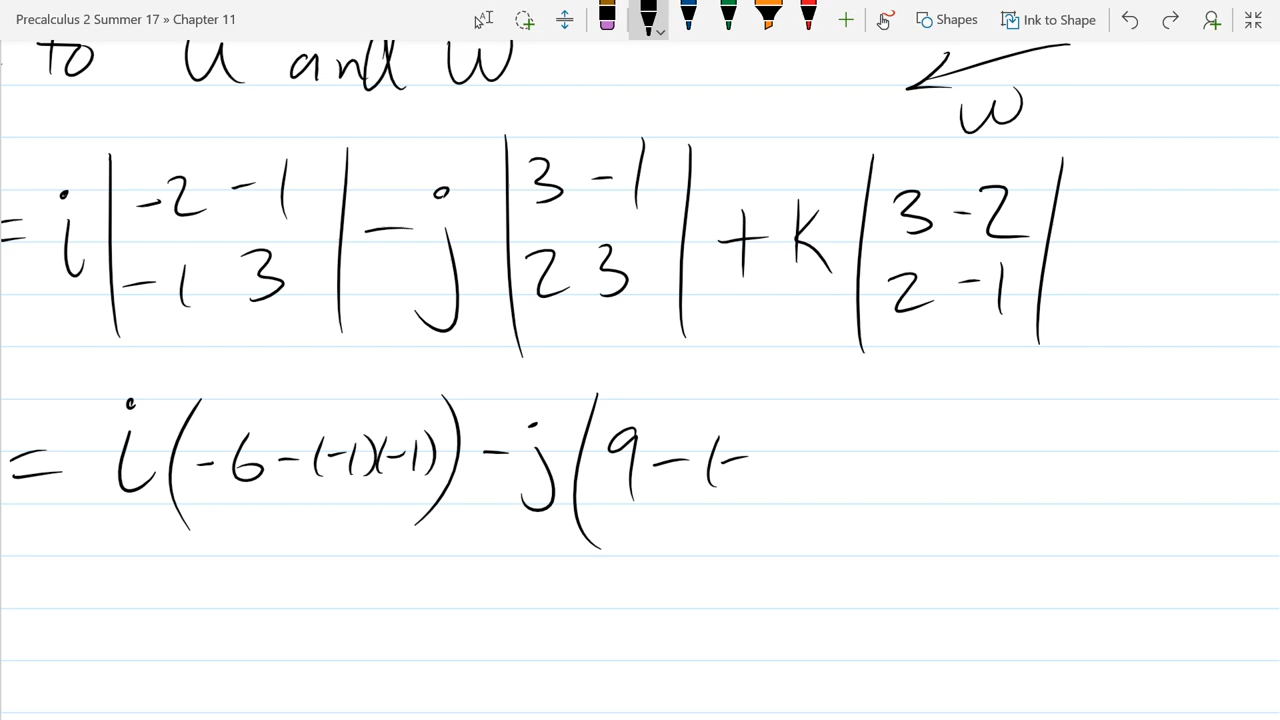 Precalculus 2 Summer 17 » Chapter 11
Shapes
Ink to Shape
to u and w
w
= i | -2 -1 | - j | 3 -1 | + k | 3 -2 |
| -1 3 | | 2 3 | | 2 -1 |
= i ( -6 - (-1)(-1) ) - j ( 9 - (-